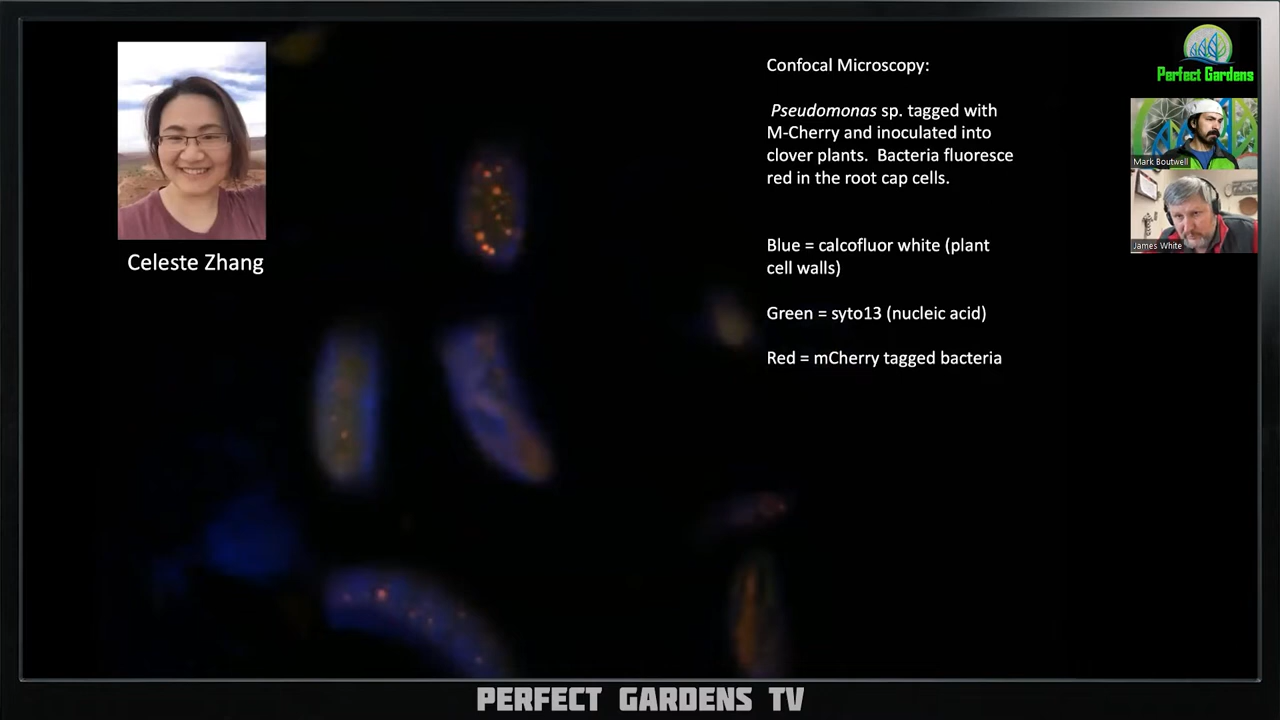 Celeste Zhang
Confocal Microscopy:
Pseudomonas sp. tagged with
M-Cherry and inoculated into
clover plants. Bacteria fluoresce
red in the root cap cells.
Blue = calcofluor white (plant
cell walls)
Green = syto13 (nucleic acid)
Red = mCherry tagged bacteria
Perfect Gardens
Mark Boutwell
James White
PERFECT GARDENS TV